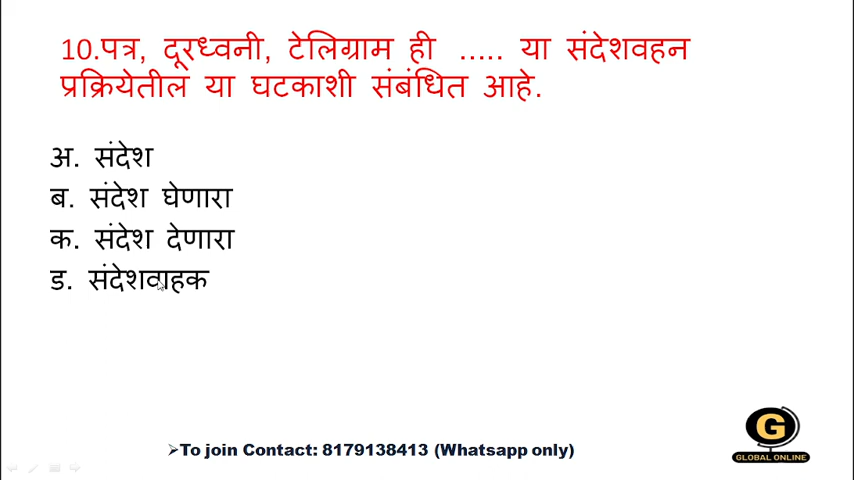 10.पत्र, दूरध्वनी, टेलिग्राम ही ..... या संदेशवहन
प्रक्रियेतील या घटकाशी संबंधित आहे.
अ. संदेश
ब. संदेश घेणारा
क. संदेश देणारा
ड. संदेशवाहक
➢To join Contact: 8179138413 (Whatsapp only)
G
GLOBAL ONLINE